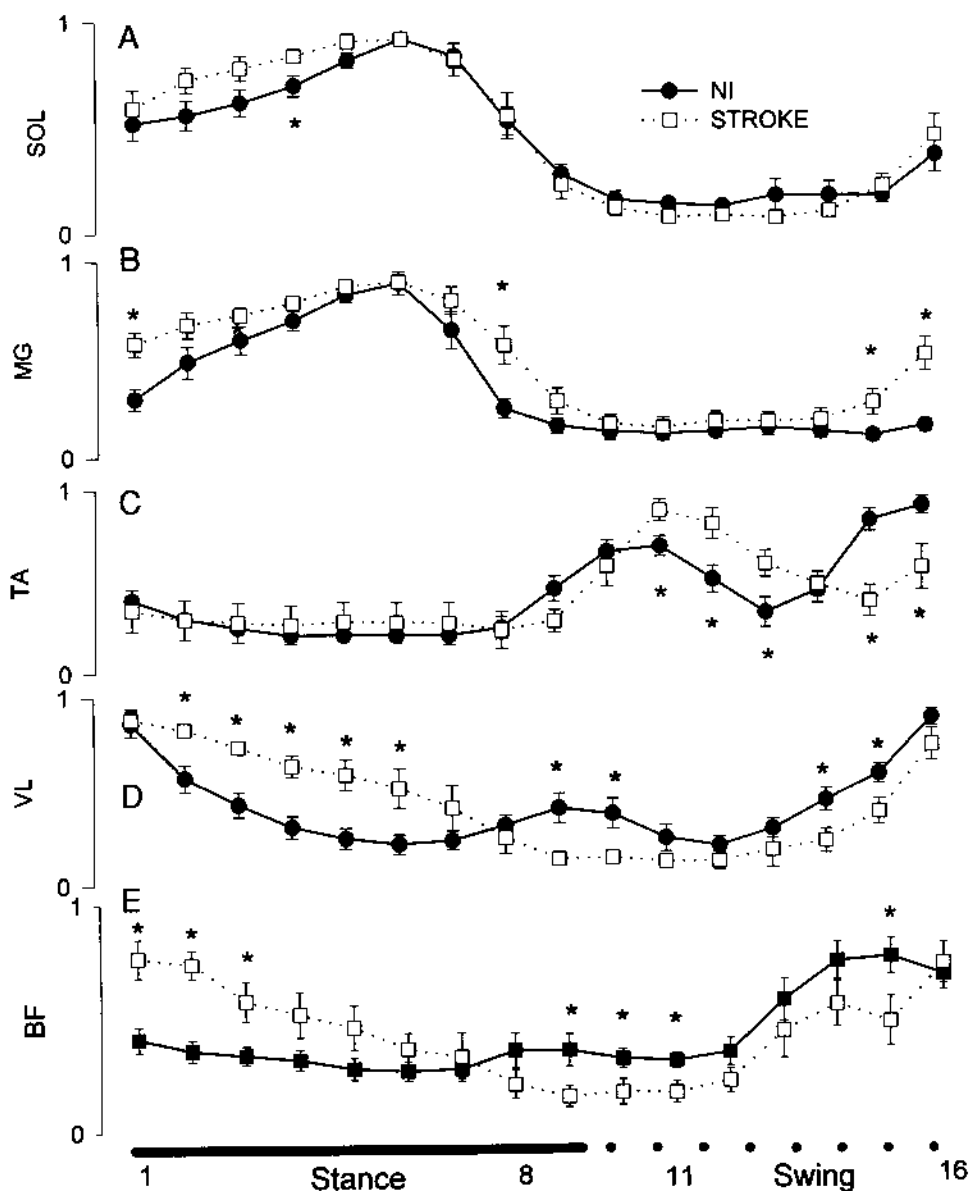 1
A
NI
STROKE
SOL
*
0
1
B
* * * * *
MG
0
1
C
TA
* * * * *
0
1
* * * * * * * * *
VL
D
0
1
E
* * * * * * *
BF
0
1 Stance 8 11 Swing 16